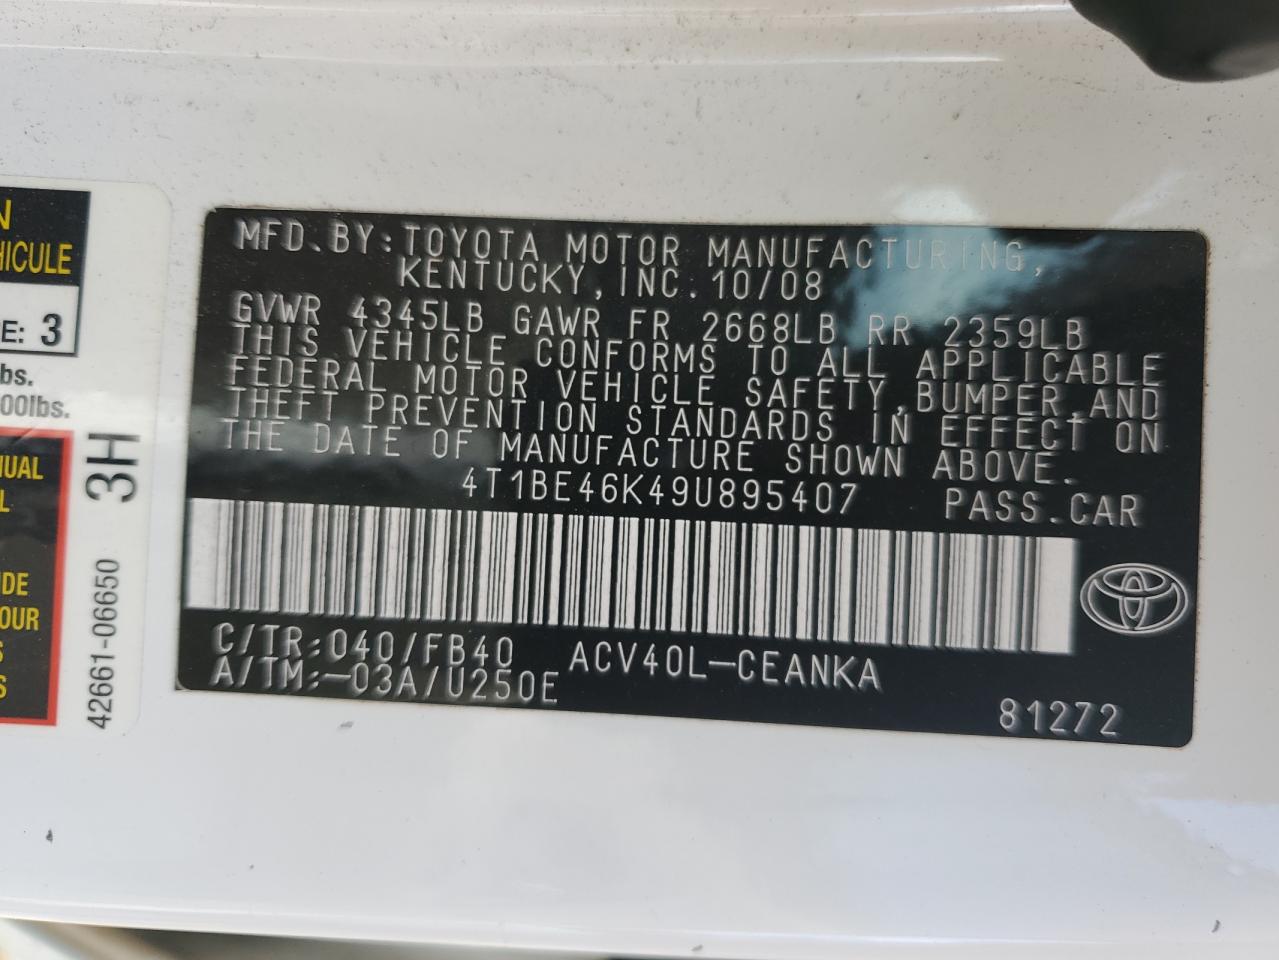 N
HICULE
E: 3
bs.
00lbs.
NUAL
L
IDE
OUR
S
S
3H
42661-06650
MFD.BY:TOYOTA MOTOR MANUFACTURING,
KENTUCKY,INC.10/08
GVWR 4345LB GAWR FR 2668LB RR 2359LB
THIS VEHICLE CONFORMS TO ALL APPLICABLE
FEDERAL MOTOR VEHICLE SAFETY,BUMPER,AND
THEFT PREVENTION STANDARDS IN EFFECT ON
THE DATE OF MANUFACTURE SHOWN ABOVE.
4T1BE46K49U895407 PASS.CAR
C/TR:040/FB40 ACV40L-CEANKA
A/TM:-03A/U250E
81272